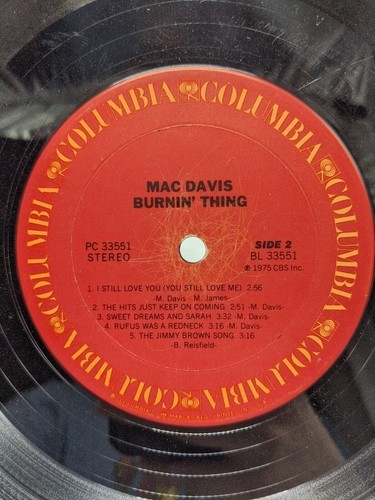 COLUMBIA COLUMBIA COLUMBIA COLUMBIA COLUMBIA COLUMBIA
MAC DAVIS
BURNIN' THING
PC 33551
STEREO
SIDE 2
BL 33551
℗ 1975 CBS Inc.
1. I STILL LOVE YOU (YOU STILL LOVE ME) 2:56
-M. Davis - M. James-
2. THE HITS JUST KEEP ON COMING 2:51 -M. Davis-
3. SWEET DREAMS AND SARAH 3:32 -M. Davis-
4. RUFUS WAS A REDNECK 3:16 -M. Davis-
5. THE JIMMY BROWN SONG 3:16
-B. Reisfield-